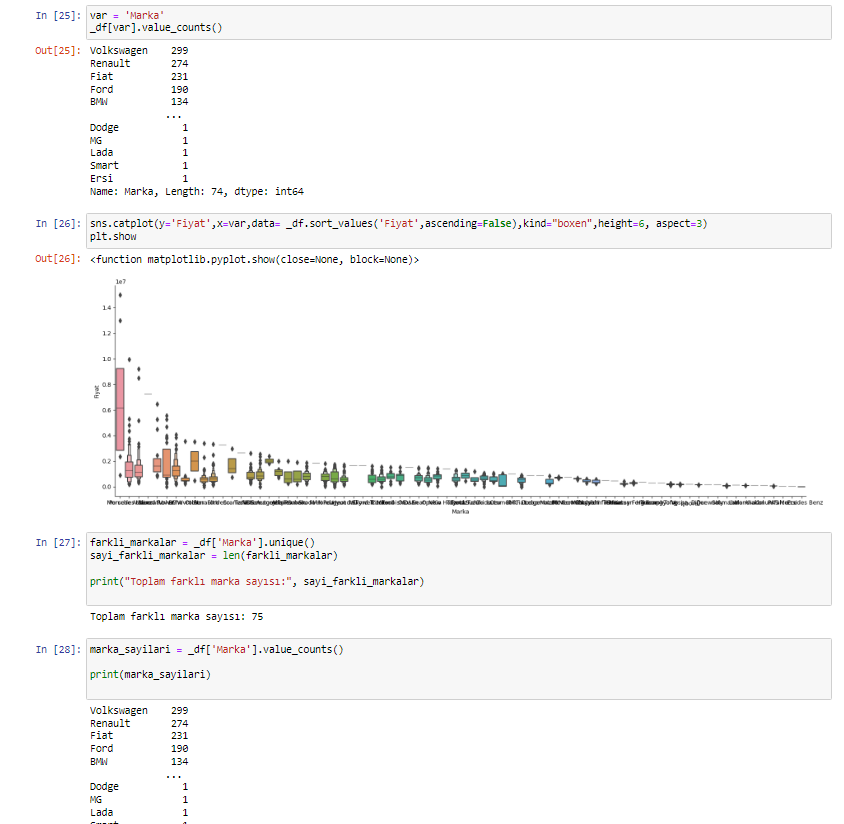 In [25]:
var = 'Marka'
_df[var].value_counts()
Out[25]:
Volkswagen 299
Renault 274
Fiat 231
Ford 190
BMW 134
...
Dodge 1
MG 1
Lada 1
Smart 1
Ersi 1
Name: Marka, Length: 74, dtype: int64
In [26]:
sns.catplot(y='Fiyat',x=var,data= _df.sort_values('Fiyat',ascending=False),kind="boxen",height=6, aspect=3)
plt.show
Out[26]:
<function matplotlib.pyplot.show(close=None, block=None)>
1e7
1.4
1.2
1.0
0.8
Fiyat
0.6
0.4
0.2
0.0
Marka
In [27]:
farkli_markalar = _df['Marka'].unique()
sayi_farkli_markalar = len(farkli_markalar)
print("Toplam farklı marka sayısı:", sayi_farkli_markalar)
Toplam farklı marka sayısı: 75
In [28]:
marka_sayilari = _df['Marka'].value_counts()
print(marka_sayilari)
Volkswagen 299
Renault 274
Fiat 231
Ford 190
BMW 134
...
Dodge 1
MG 1
Lada 1